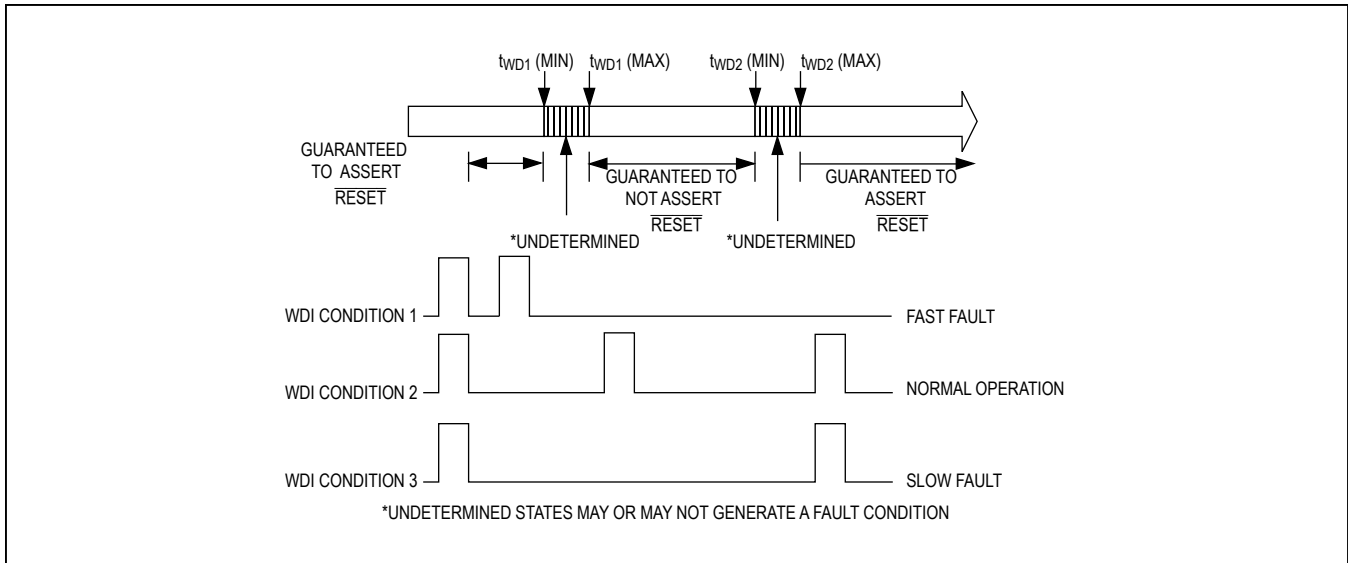 tWD1 (MIN) tWD1 (MAX) tWD2 (MIN) tWD2 (MAX)
GUARANTEED
TO ASSERT
RESET
GUARANTEED TO
NOT ASSERT
RESET
GUARANTEED TO
ASSERT
RESET
*UNDETERMINED *UNDETERMINED
WDI CONDITION 1 FAST FAULT
WDI CONDITION 2 NORMAL OPERATION
WDI CONDITION 3 SLOW FAULT
*UNDETERMINED STATES MAY OR MAY NOT GENERATE A FAULT CONDITION